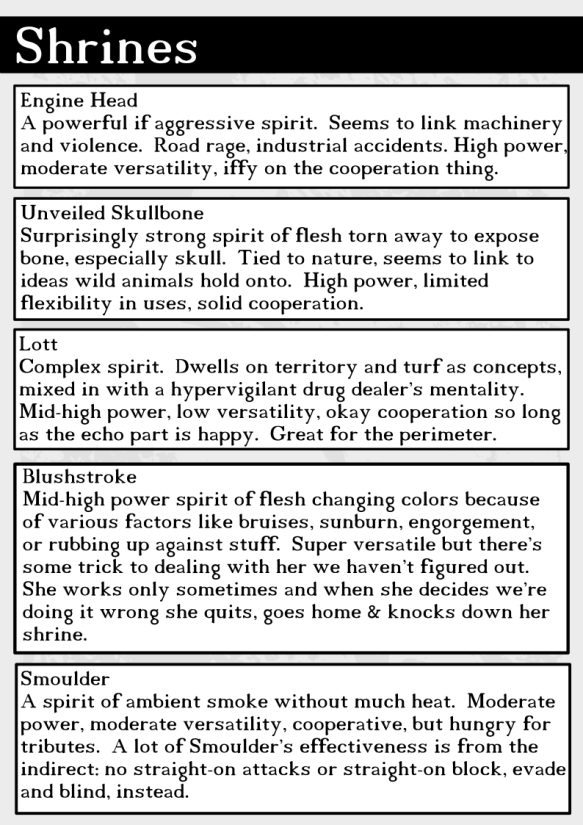 Shrines
Engine Head
A powerful if aggressive spirit. Seems to link machinery
and violence. Road rage, industrial accidents. High power,
moderate versatility, iffy on the cooperation thing.
Unveiled Skullbone
Surprisingly strong spirit of flesh torn away to expose
bone, especially skull. Tied to nature, seems to link to
ideas wild animals hold onto. High power, limited
flexibility in uses, solid cooperation.
Lott
Complex spirit. Dwells on territory and turf as concepts,
mixed in with a hypervigilant drug dealer's mentality.
Mid-high power, low versatility, okay cooperation so long
as the echo part is happy. Great for the perimeter.
Blushstroke
Mid-high power spirit of flesh changing colors because
of various factors like bruises, sunburn, engorgement,
or rubbing up against stuff. Super versatile but there's
some trick to dealing with her we haven't figured out.
She works only sometimes and when she decides we're
doing it wrong she quits, goes home & knocks down her
shrine.
Smoulder
A spirit of ambient smoke without much heat. Moderate
power, moderate versatility, cooperative, but hungry for
tributes. A lot of Smoulder's effectiveness is from the
indirect: no straight-on attacks or straight-on block, evade
and blind, instead.